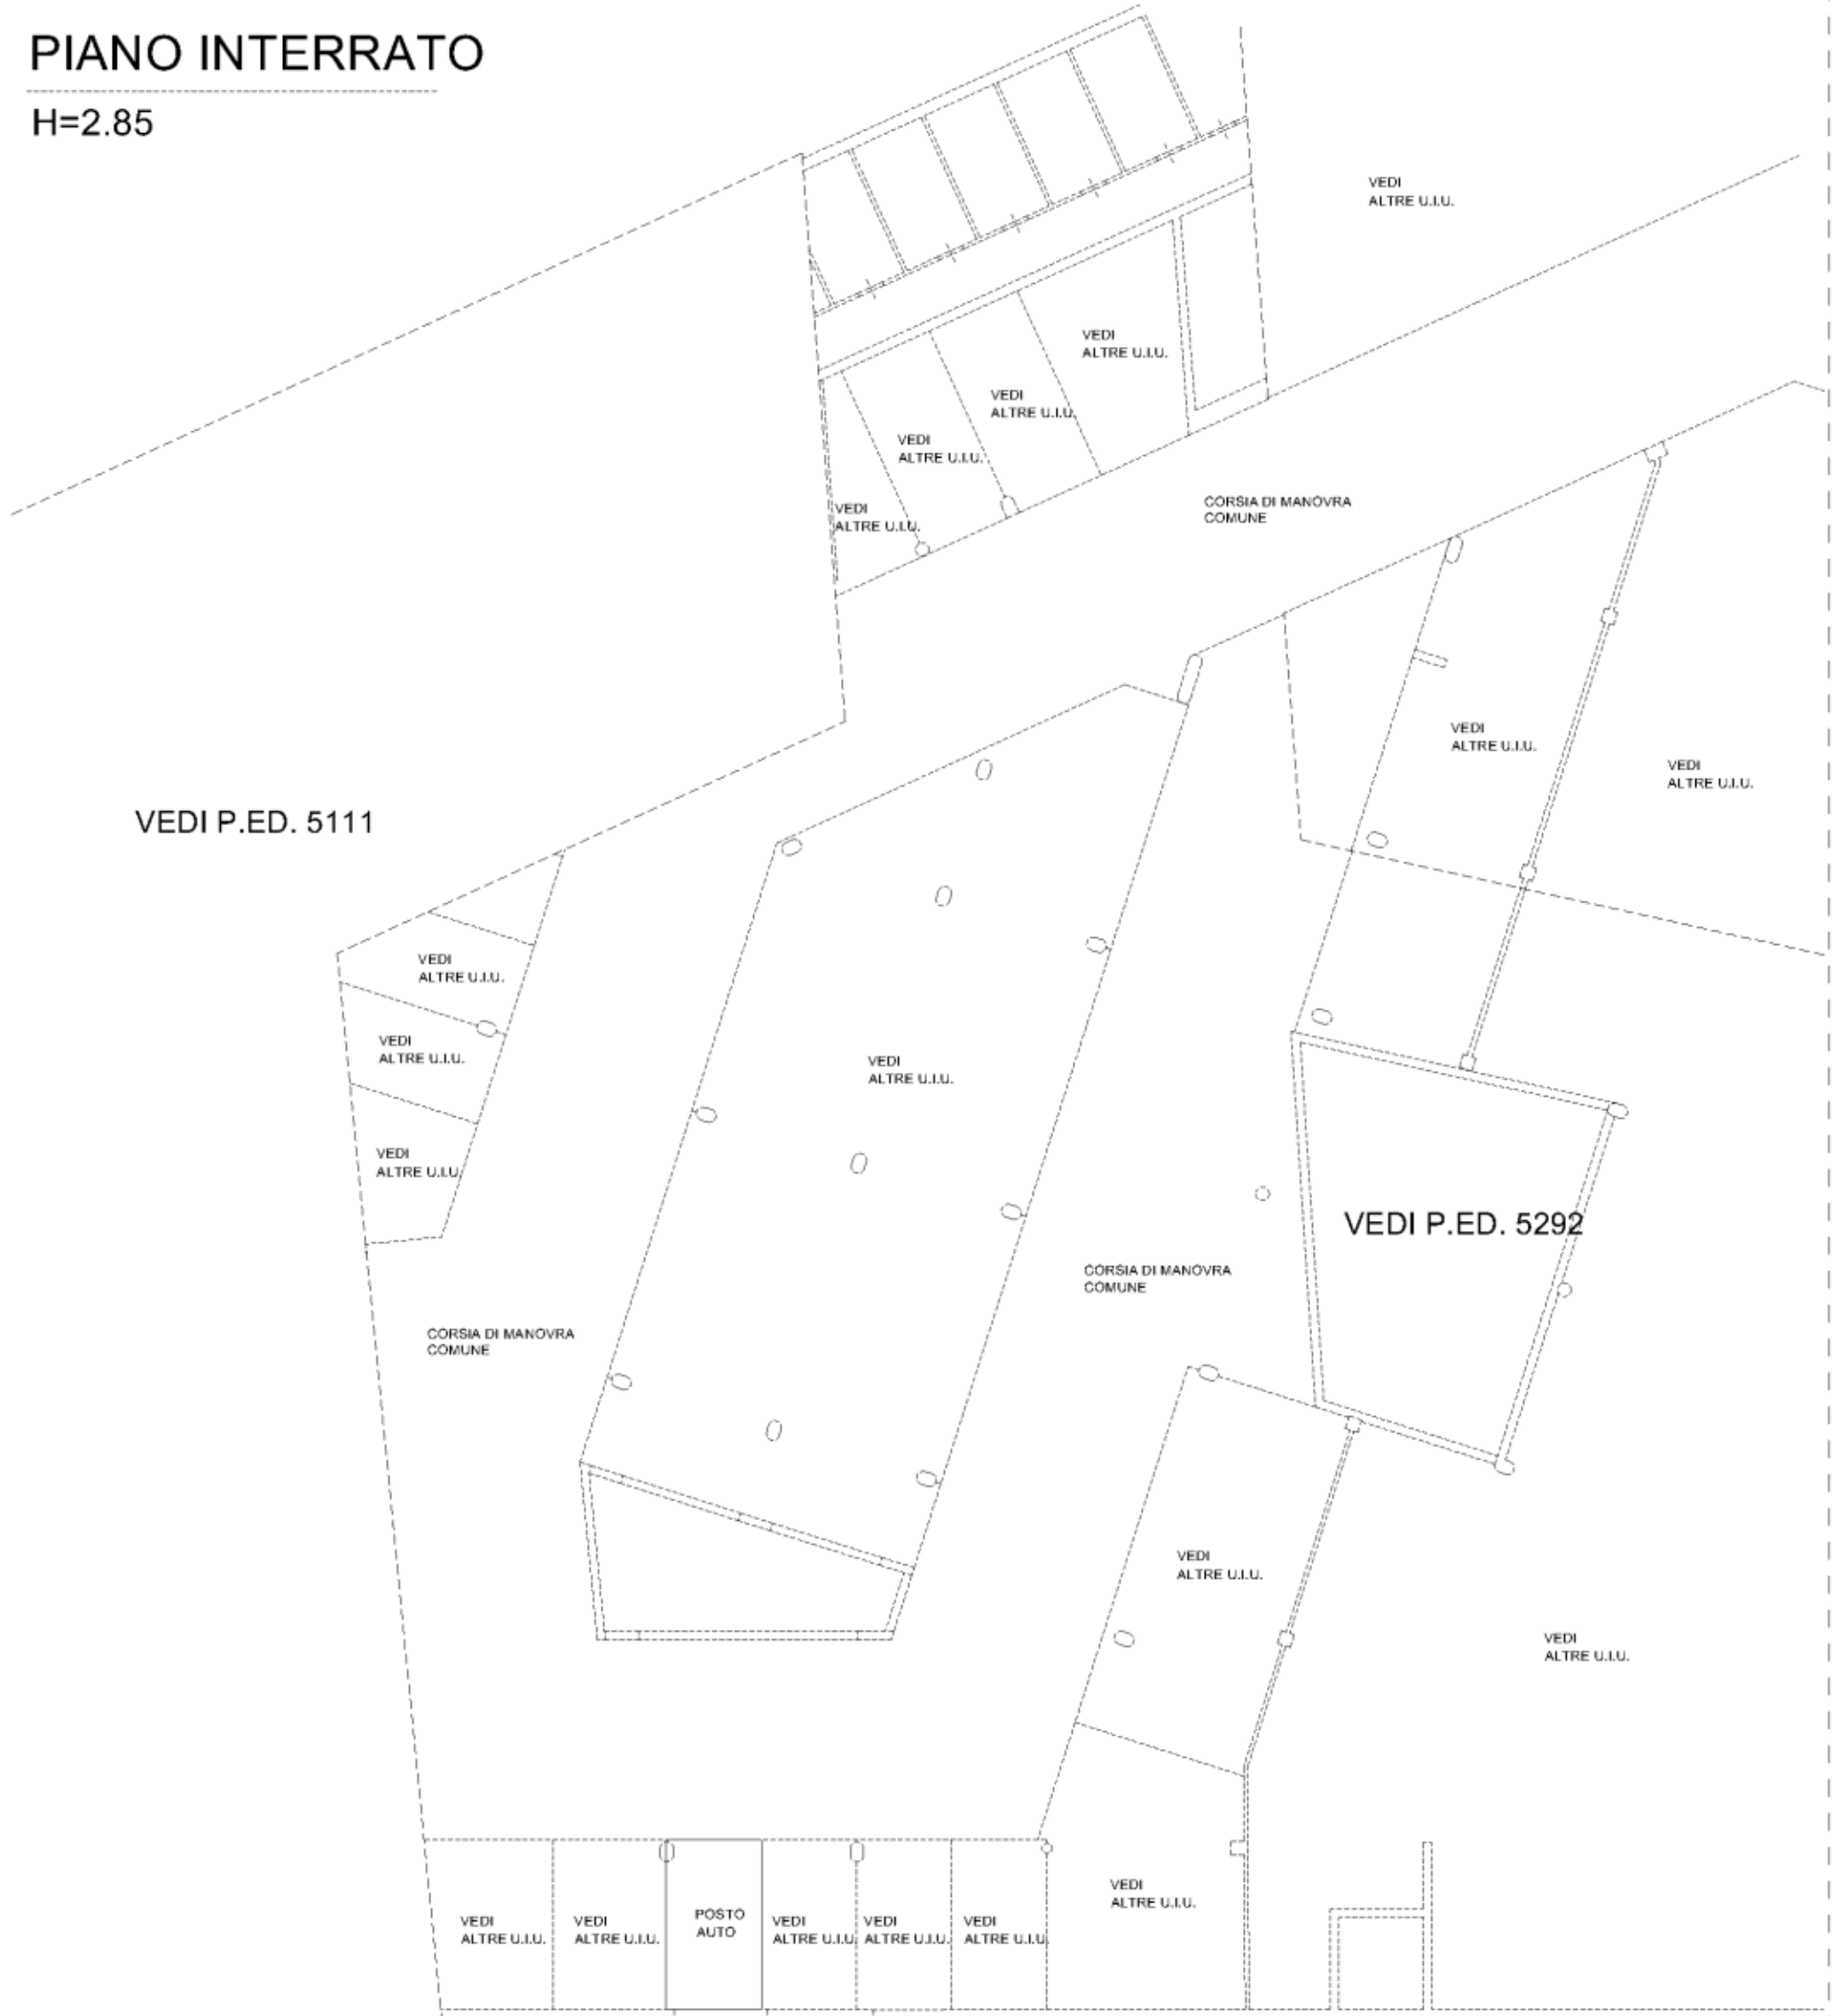 PIANO INTERRATO
H=2.85
VEDI
ALTRE U.I.U.
VEDI
ALTRE U.I.U.
VEDI
ALTRE U.I.U.
VEDI
ALTRE U.I.U.
VEDI
ALTRE U.I.U.
CORSIA DI MANOVRA
COMUNE
VEDI
ALTRE U.I.U.
VEDI
ALTRE U.I.U.
VEDI P.ED. 5111
VEDI
ALTRE U.I.U.
VEDI
ALTRE U.I.U.
VEDI
ALTRE U.I.U.
VEDI
ALTRE U.I.U.
VEDI P.ED. 5292
CORSIA DI MANOVRA
COMUNE
CORSIA DI MANOVRA
COMUNE
VEDI
ALTRE U.I.U.
VEDI
ALTRE U.I.U.
VEDI
ALTRE U.I.U.
VEDI
ALTRE U.I.U.
VEDI
ALTRE U.I.U.
POSTO
AUTO
VEDI
ALTRE U.I.U.
VEDI
ALTRE U.I.U.
VEDI
ALTRE U.I.U.